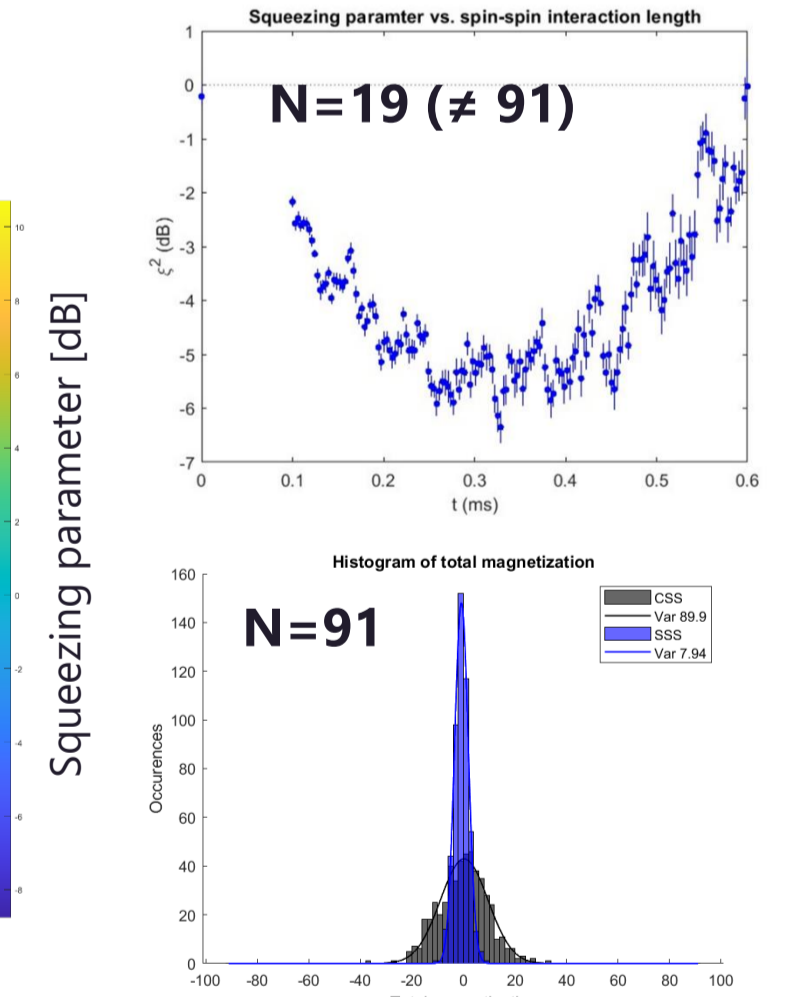 Squeezing paramter vs. spin-spin interaction length
1
0
-1
-2
-3
-4
-5
-6
-7
ξ² (dB)
N=19 (≠ 91)
0 0.1 0.2 0.3 0.4 0.5 0.6
t (ms)
10
8
6
4
2
0
-2
-4
-6
-8
Squeezing parameter [dB]
Histogram of total magnetization
160
140
120
100
80
60
40
20
0
Occurences
N=91
CSS
Var 89.9
SSS
Var 7.94
-100 -80 -60 -40 -20 0 20 40 60 80 100